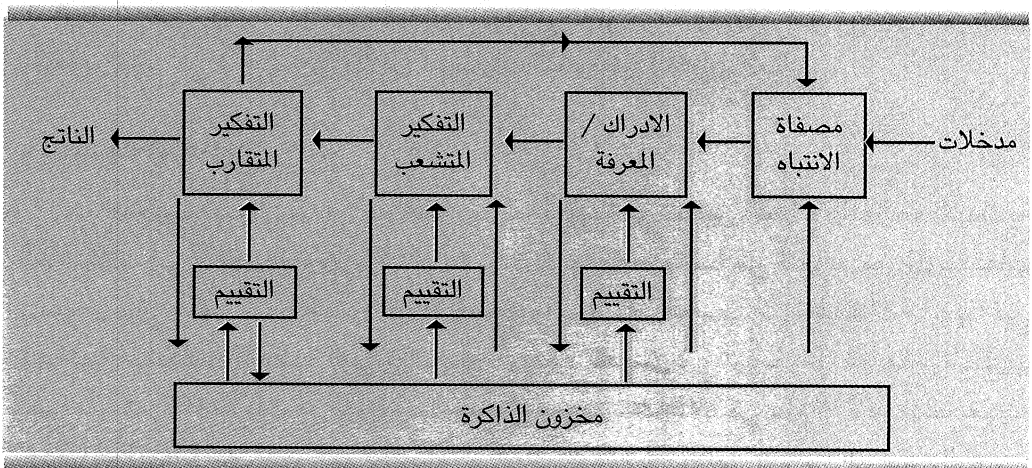 مدخلات
مصفاة
الانتباه
الادراك /
المعرفة
التفكير
المتشعب
التفكير
المتقارب
الناتج
التقييم
التقييم
التقييم
مخزون الذاكرة